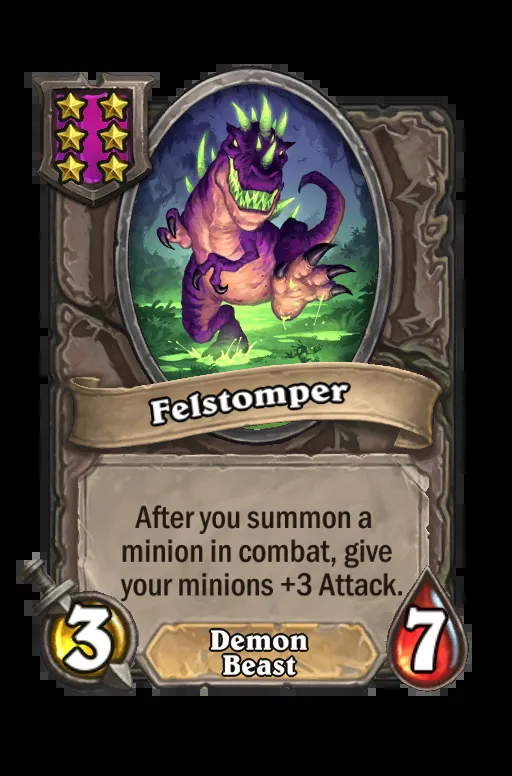 Felstomper
After you summon a
minion in combat, give
your minions +3 Attack.
3
Demon
Beast
7